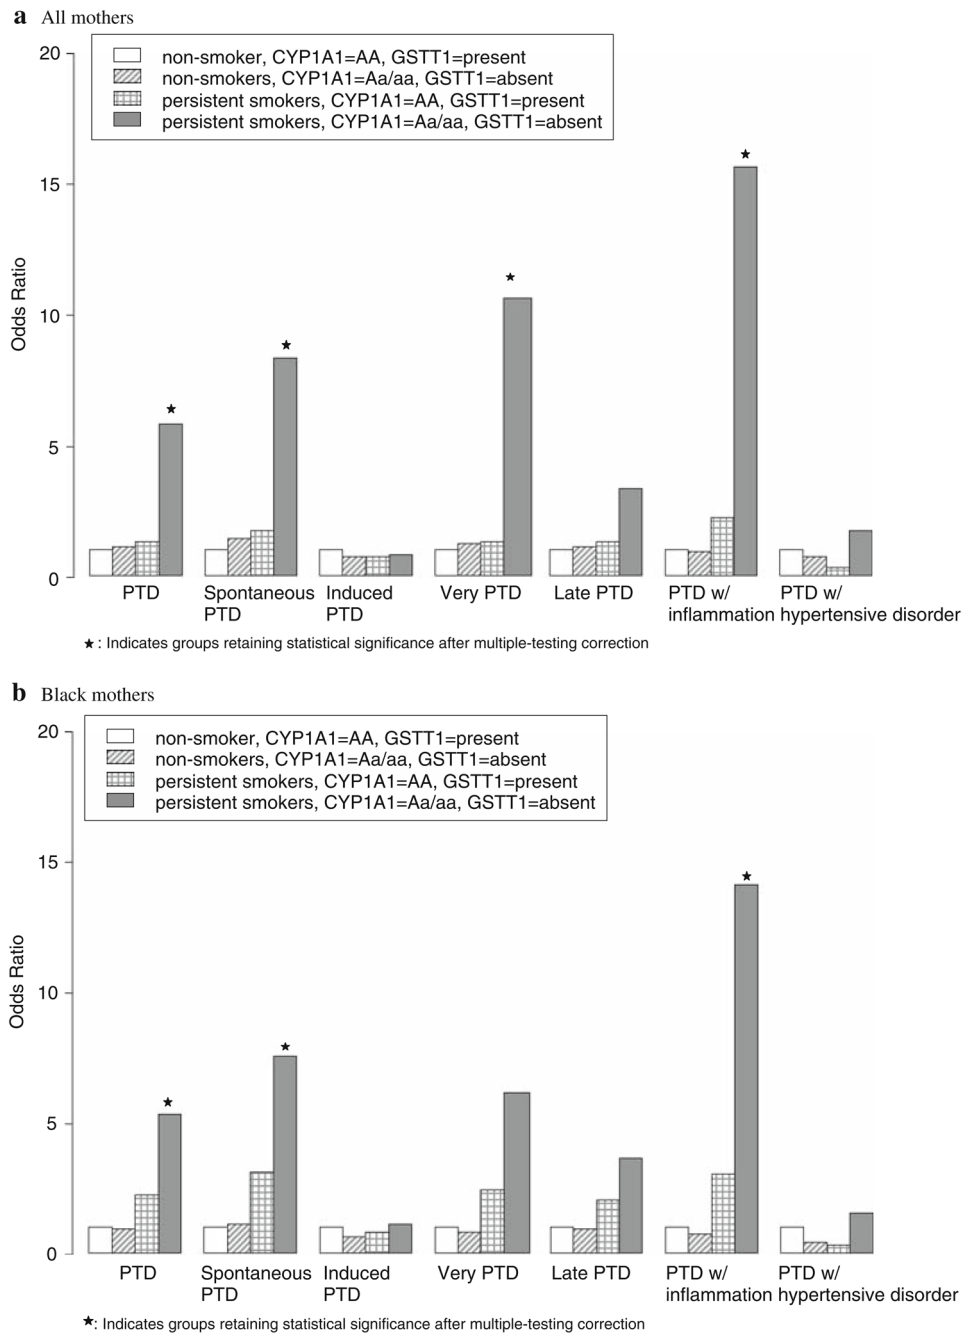 a All mothers
20
15
10
5
0
Odds Ratio
non-smoker, CYP1A1=AA, GSTT1=present
non-smokers, CYP1A1=Aa/aa, GSTT1=absent
persistent smokers, CYP1A1=AA, GSTT1=present
persistent smokers, CYP1A1=Aa/aa, GSTT1=absent
★
★
★
★
PTD
Spontaneous
PTD
Induced
PTD
Very PTD
Late PTD
PTD w/
inflammation
PTD w/
hypertensive disorder
★: Indicates groups retaining statistical significance after multiple-testing correction
b Black mothers
20
15
10
5
0
Odds Ratio
non-smoker, CYP1A1=AA, GSTT1=present
non-smokers, CYP1A1=Aa/aa, GSTT1=absent
persistent smokers, CYP1A1=AA, GSTT1=present
persistent smokers, CYP1A1=Aa/aa, GSTT1=absent
★
★
★
PTD
Spontaneous
PTD
Induced
PTD
Very PTD
Late PTD
PTD w/
inflammation
PTD w/
hypertensive disorder
★: Indicates groups retaining statistical significance after multiple-testing correction